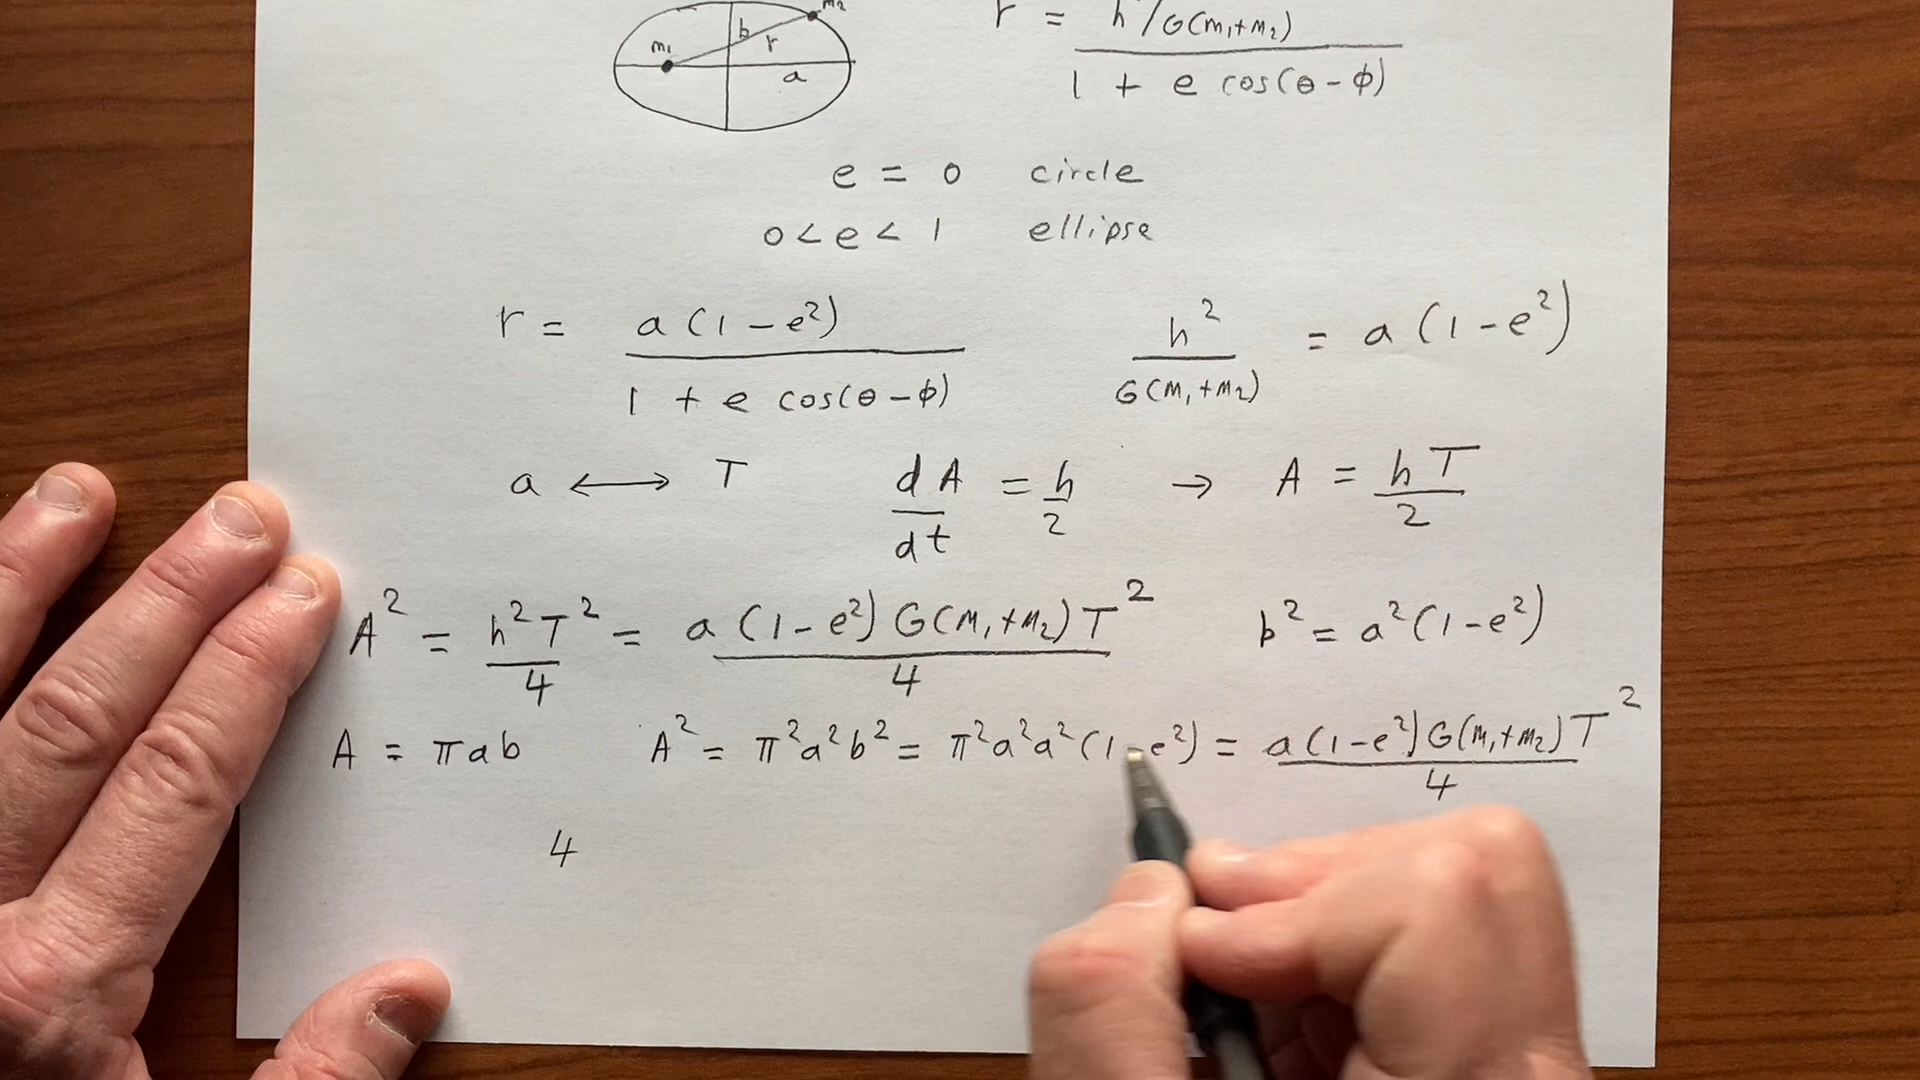 m₂
r = h/G(m₁+m₂) / 1 + e cos(θ-φ)
m₁ b r
a
e = 0 circle
0<e<1 ellipse
r = a(1-e²) / 1 + e cos(θ-φ) h² / G(m₁+m₂) = a(1-e²)
a ⟷ T dA/dt = h/2 → A = hT/2
A² = h²T²/4 = a(1-e²)G(m₁+m₂)T²/4 b² = a²(1-e²)
A = πab A² = π²a²b² = π²a²a²(1-e²) = a(1-e²)G(m₁+m₂)T²/4
4